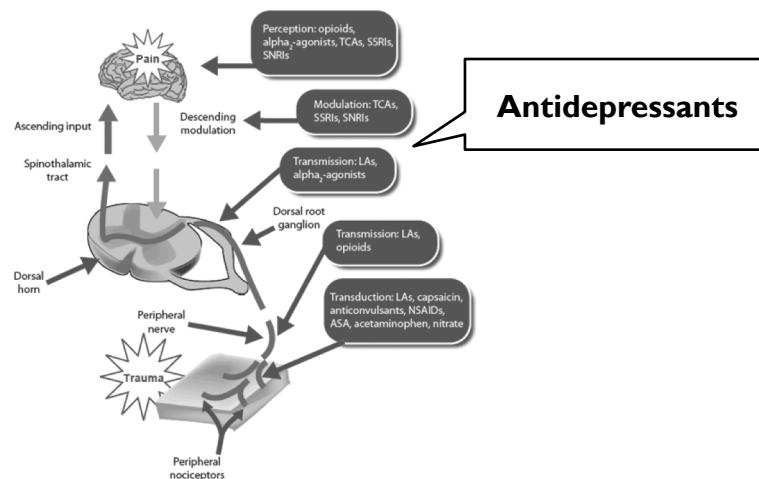 Perception: opioids,
alpha₂-agonists, TCAs, SSRIs,
SNRIs
Pain
Antidepressants
Modulation: TCAs,
SSRIs, SNRIs
Descending
modulation
Ascending input
Spinothalamic
tract
Transmission: LAs,
alpha₂-agonists
Dorsal root
ganglion
Transmission: LAs,
opioids
Dorsal
horn
Transduction: LAs, capsaicin,
anticonvulsants, NSAIDs,
ASA, acetaminophen, nitrate
Peripheral
nerve
Trauma
Peripheral
nociceptors